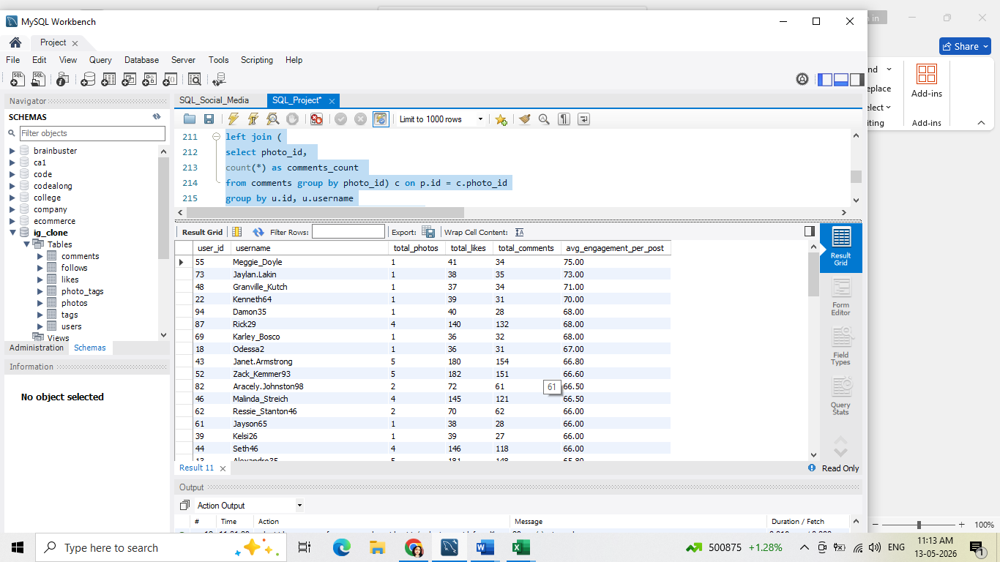 MySQL Workbench
in
Project
Share
File Edit View Query Database Server Tools Scripting Help
nd
eplace
elect
iting
Add-ins
Add-ins
Navigator
SCHEMAS
Filter objects
brainbuster
ca1
code
codealong
college
company
ecommerce
ig_clone
Tables
comments
follows
likes
photo_tags
photos
tags
users
Views
Administration Schemas
Information
No object selected
SQL_Social_Media SQL_Project*
Limit to 1000 rows
211 left join (
212 select photo_id,
213 count(*) as comments_count
214 from comments group by photo_id) c on p.id = c.photo_id
215 group by u.id, u.username
Result Grid Filter Rows: Export: Wrap Cell Content:
user_id username total_photos total_likes total_comments avg_engagement_per_post
55 Meggie_Doyle 1 41 34 75.00
73 Jaylan.Lakin 1 38 35 73.00
48 Granville_Kutch 1 37 34 71.00
22 Kenneth64 1 39 31 70.00
94 Damon35 1 40 28 68.00
87 Rick29 4 140 132 68.00
69 Karley_Bosco 1 36 32 68.00
18 Odessa2 1 36 31 67.00
43 Janet.Armstrong 5 180 154 66.80
52 Zack_Kemmer93 5 182 151 66.60
82 Aracely.Johnston98 2 72 61 66.50
61
46 Malinda_Streich 4 145 121 66.50
62 Ressie_Stanton46 2 70 62 66.00
61 Jayson65 1 38 28 66.00
39 Kelsi26 1 39 27 66.00
44 Seth46 4 146 118 66.00
13 Alexandro35 5 181 148 65.80
Result Grid
Form Editor
Field Types
Query Stats
Result 11
Read Only
Output
Action Output
# Time Action Message Duration / Fetch
100%
Type here to search
500875 +1.28%
ENG
11:13 AM
13-05-2026
1